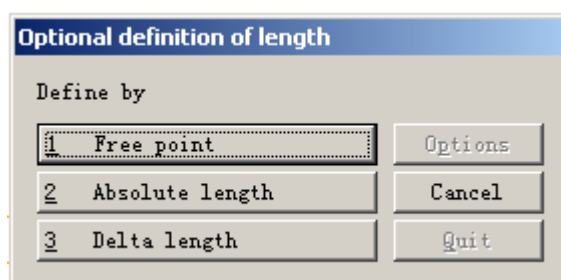 Optional definition of length
Define by
1 Free point Options
2 Absolute length Cancel
3 Delta length Quit